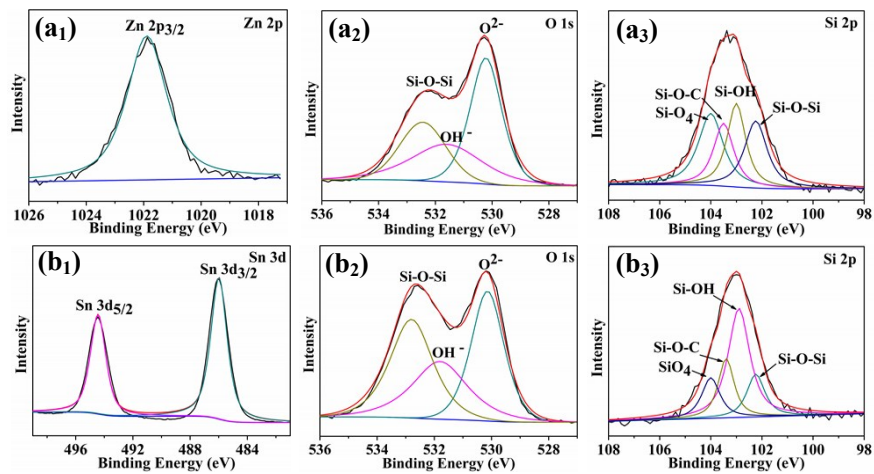 (a1)
Zn 2p3/2
Zn 2p
Intensity
1026 1024 1022 1020 1018
Binding Energy (eV)
(a2)
O 1s
O2-
Si-O-Si
OH -
Intensity
536 534 532 530 528
Binding Energy (eV)
(a3)
Si 2p
Si-OH
Si-O-C
Si-O4
Si-O-Si
Intensity
108 106 104 102 100 98
Binding Energy (eV)
(b1)
Sn 3d
Sn 3d3/2
Sn 3d5/2
Intensity
496 492 488 484
Binding Energy (eV)
(b2)
O 1s
O2-
Si-O-Si
OH -
Intensity
536 534 532 530 528
Binding Energy (eV)
(b3)
Si 2p
Si-OH
Si-O-C
SiO4
Si-O-Si
Intensity
108 106 104 102 100 98
Binding Energy (eV)